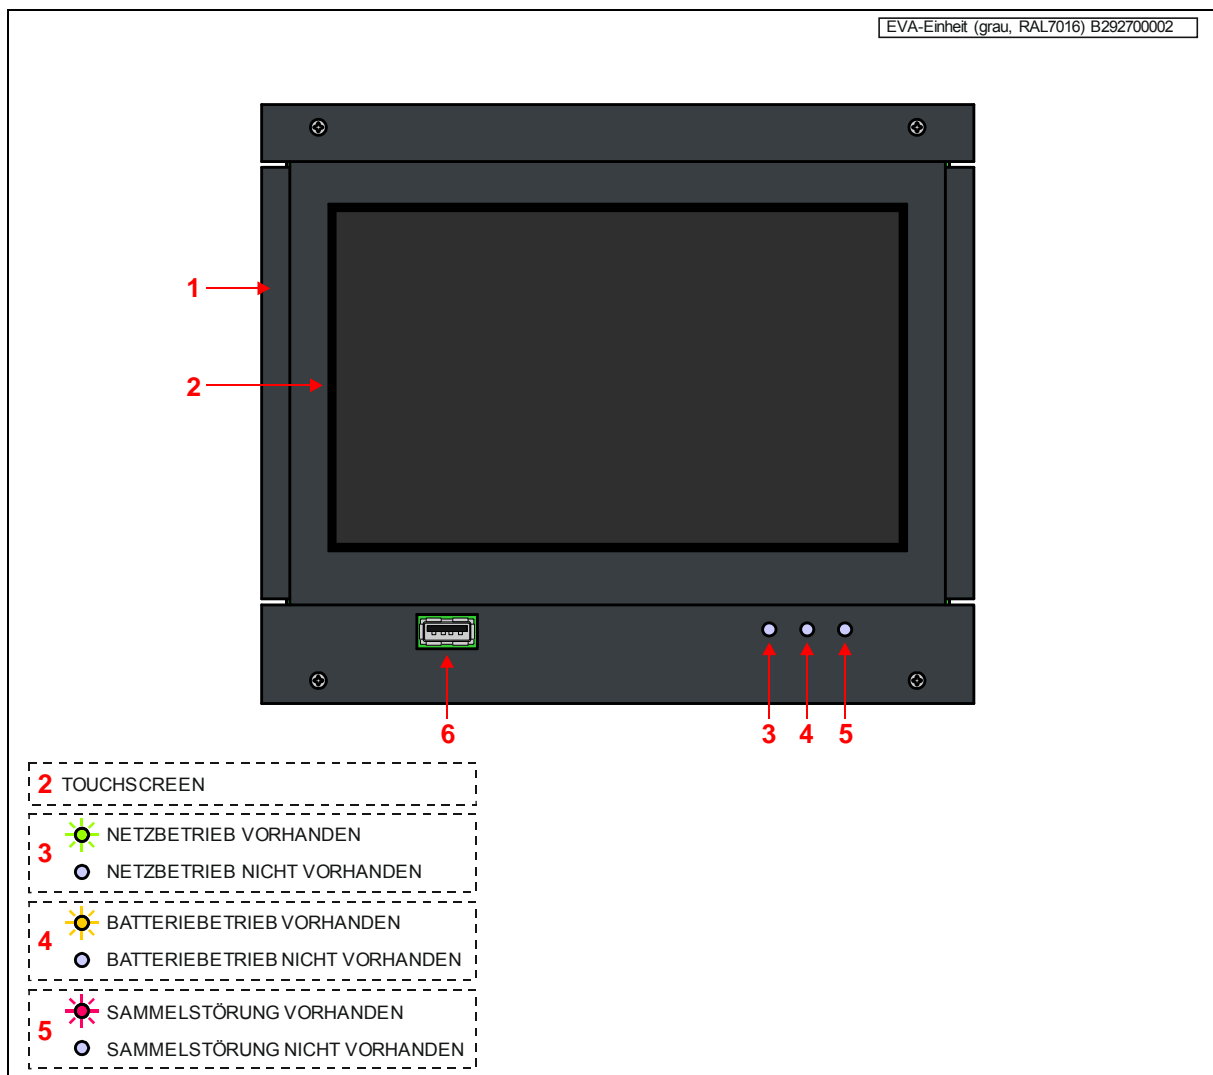 EVA-Einheit (grau, RAL7016) B292700002
1
2
6
3 4 5
2 TOUCHSCREEN
3
NETZBETRIEB VORHANDEN
NETZBETRIEB NICHT VORHANDEN
4
BATTERIEBETRIEB VORHANDEN
BATTERIEBETRIEB NICHT VORHANDEN
5
SAMMELSTÖRUNG VORHANDEN
SAMMELSTÖRUNG NICHT VORHANDEN